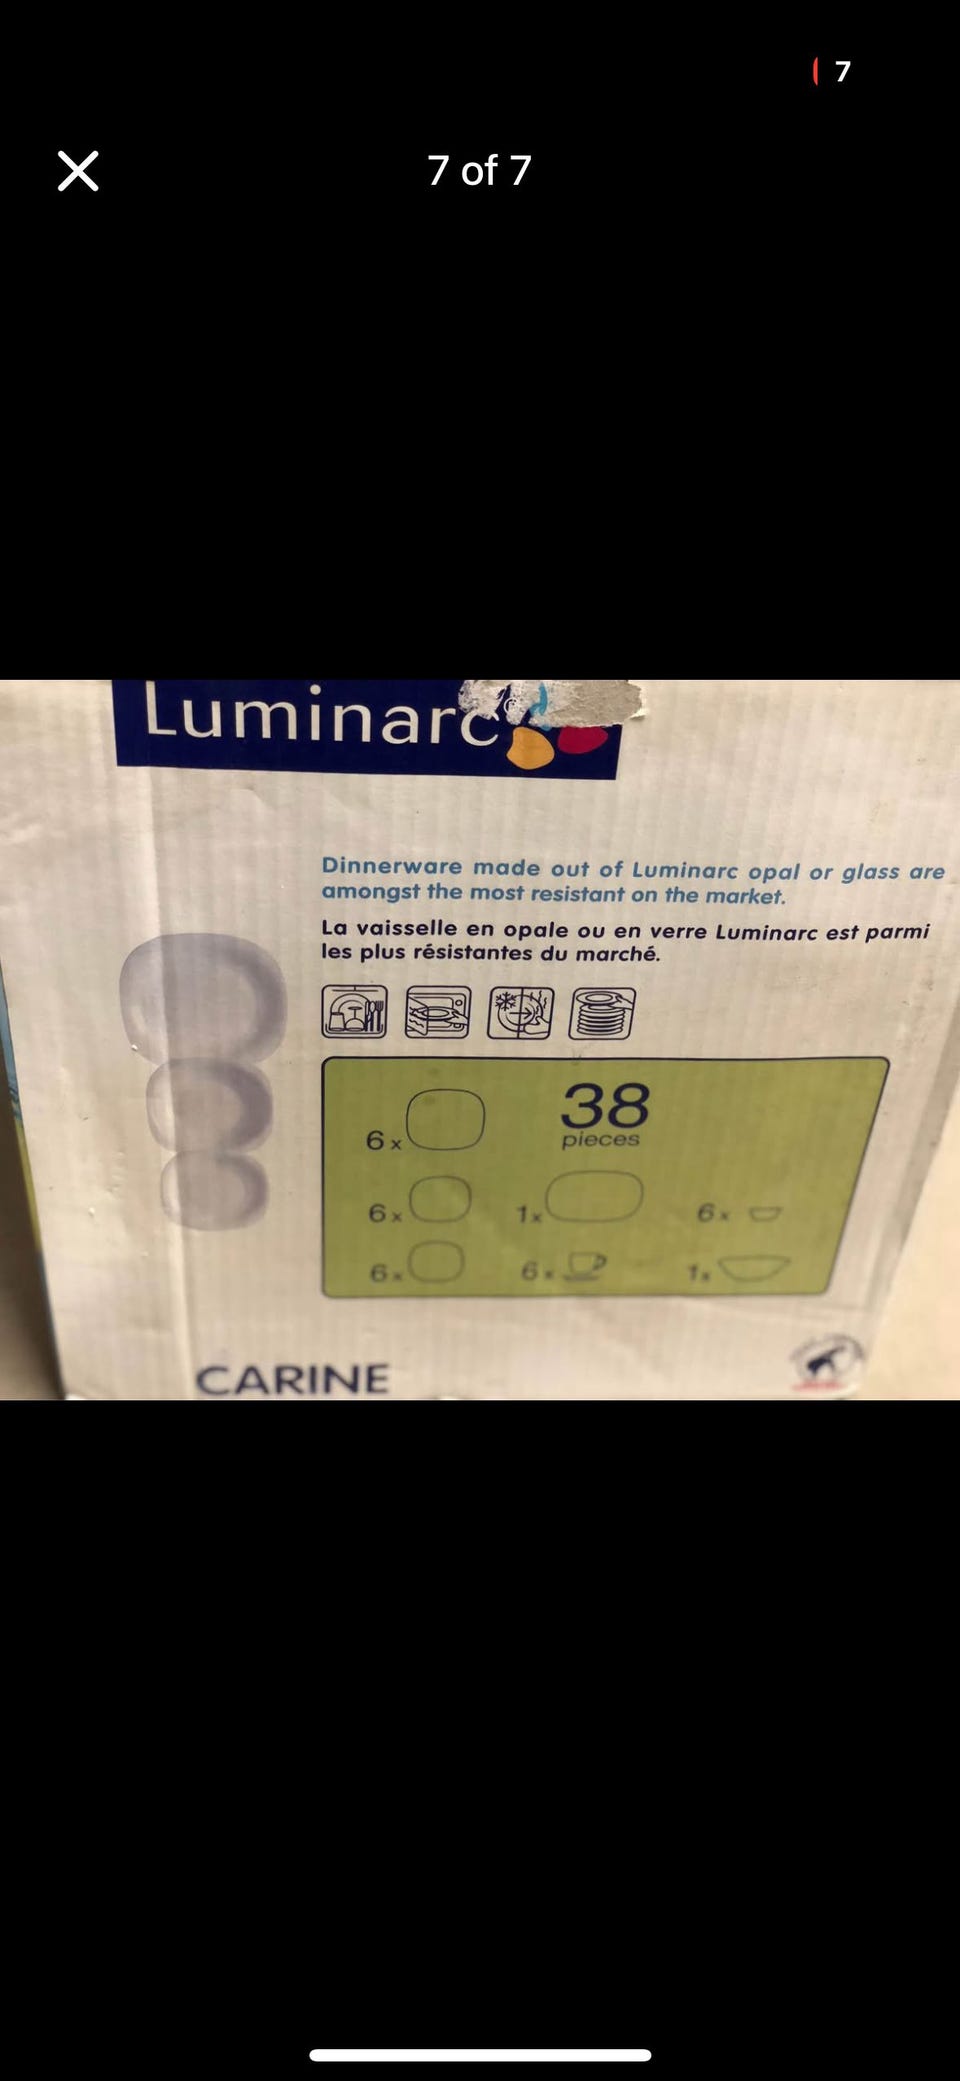 7
7 of 7
Luminarc®
Dinnerware made out of Luminarc opal or glass are
amongst the most resistant on the market.
La vaisselle en opale ou en verre Luminarc est parmi
les plus résistantes du marché.
6x
38
pieces
6x 1x 6x
6x 6x 1x
CARINE